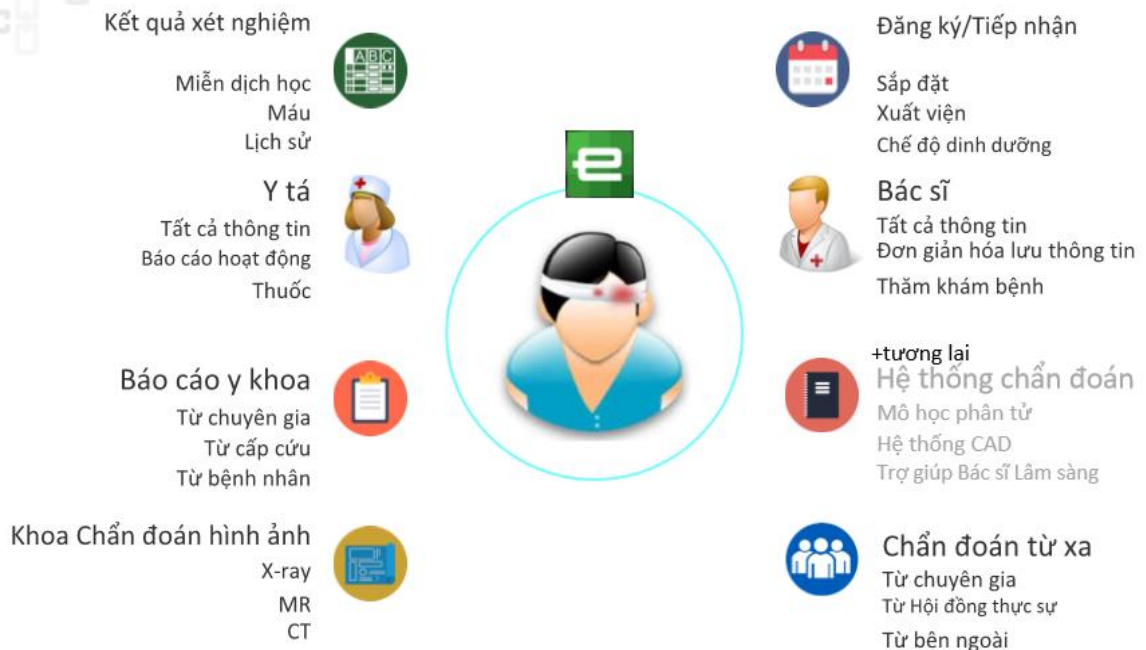 Kết quả xét nghiệm
Miễn dịch học
Máu
Lịch sử
Y tá
Tất cả thông tin
Báo cáo hoạt động
Thuốc
Báo cáo y khoa
Từ chuyên gia
Từ cấp cứu
Từ bệnh nhân
Khoa Chẩn đoán hình ảnh
X-ray
MR
CT
ABC
e
Đăng ký/Tiếp nhận
Sắp đặt
Xuất viện
Chế độ dinh dưỡng
Bác sĩ
Tất cả thông tin
Đơn giản hóa lưu thông tin
Thăm khám bệnh
+tương lai
Hệ thống chẩn đoán
Mô học phân tử
Hệ thống CAD
Trợ giúp Bác sĩ Lâm sàng
Chẩn đoán từ xa
Từ chuyên gia
Từ Hội đồng thực sự
Từ bên ngoài